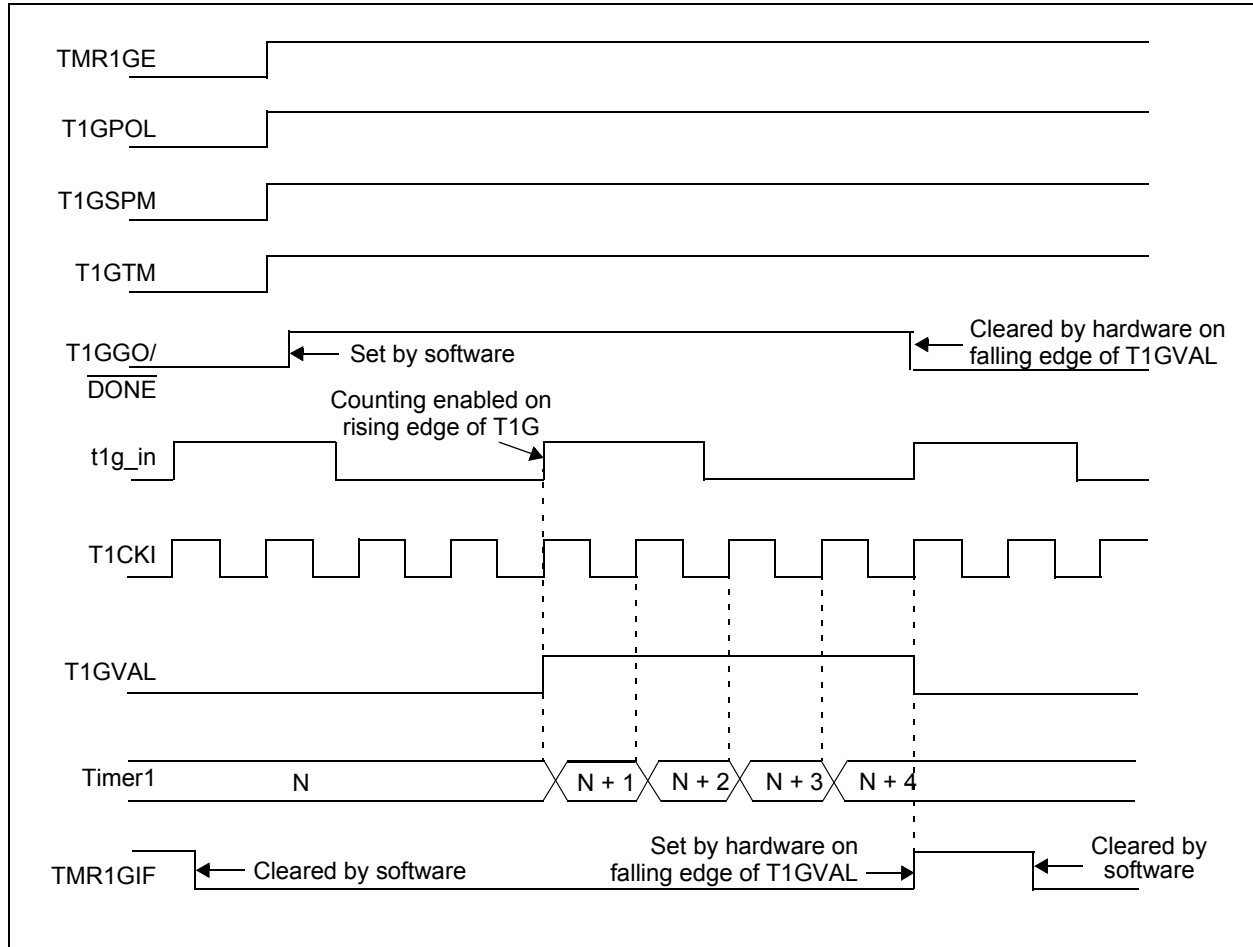 TMR1GE
T1GPOL
T1GSPM
T1GTM
T1GGO/
DONE
Set by software
Cleared by hardware on
falling edge of T1GVAL
Counting enabled on
rising edge of T1G
t1g_in
T1CKI
T1GVAL
Timer1
N
N + 1
N + 2
N + 3
N + 4
TMR1GIF
Cleared by software
Set by hardware on
falling edge of T1GVAL
Cleared by
software